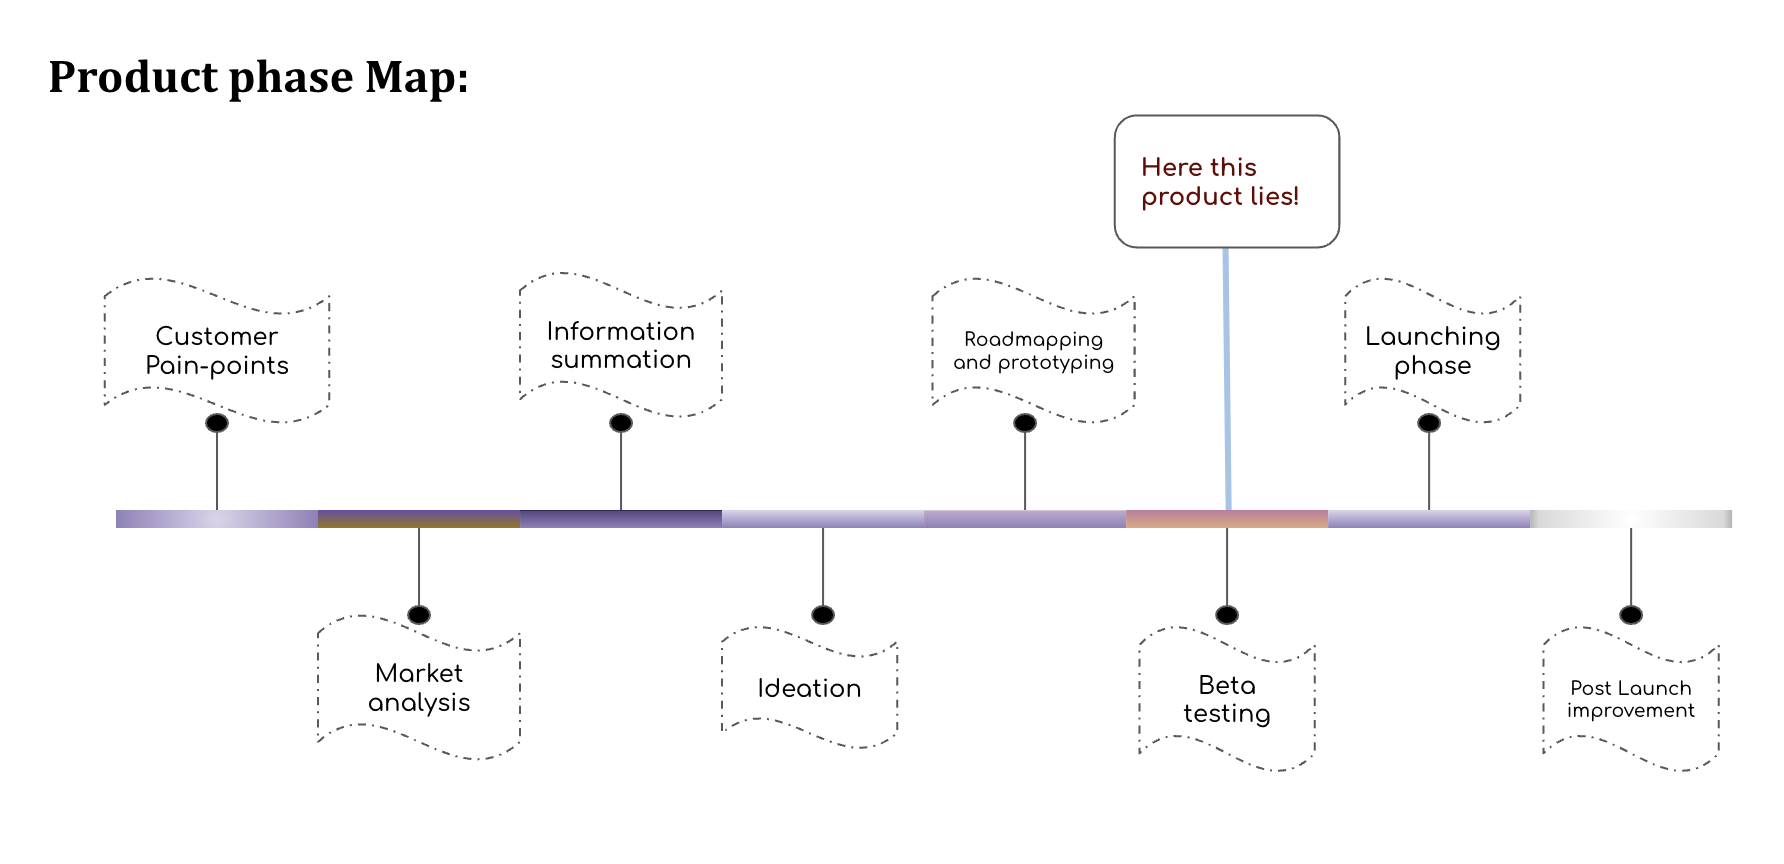 Product phase Map:
Here this
product lies!
Customer
Pain-points
Information
summation
Roadmapping
and prototyping
Launching
phase
Market
analysis
Ideation
Beta
testing
Post Launch
improvement